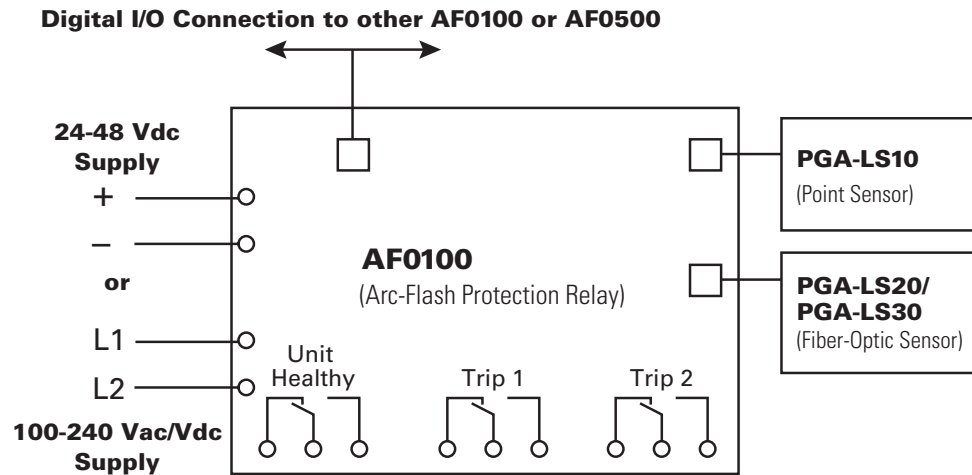 Digital I/O Connection to other AF0100 or AF0500
24-48 Vdc
Supply
+
–
or
L1
L2
100-240 Vac/Vdc
Supply
AF0100
(Arc-Flash Protection Relay)
Unit
Healthy
Trip 1
Trip 2
PGA-LS10
(Point Sensor)
PGA-LS20/
PGA-LS30
(Fiber-Optic Sensor)